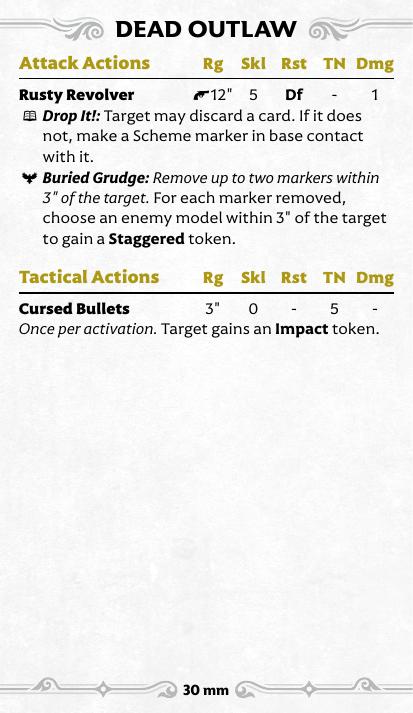 DEAD OUTLAW
Attack Actions Rg Skl Rst TN Dmg
Rusty Revolver 12" 5 Df - 1
Drop It!: Target may discard a card. If it does
not, make a Scheme marker in base contact
with it.
Buried Grudge: Remove up to two markers within
3" of the target. For each marker removed,
choose an enemy model within 3" of the target
to gain a Staggered token.
Tactical Actions Rg Skl Rst TN Dmg
Cursed Bullets 3" 0 - 5 -
Once per activation. Target gains an Impact token.
30 mm